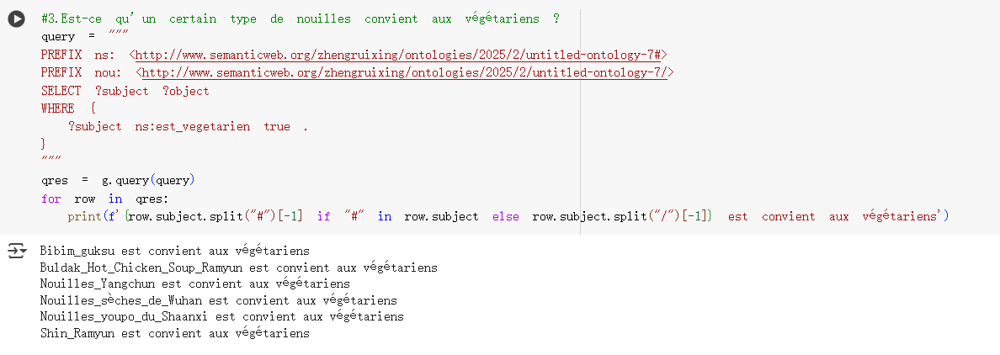 #3.Est-ce qu'un certain type de nouilles convient aux végétariens ?
query = """
PREFIX ns: <http://www.semanticweb.org/zhengruixing/ontologies/2025/2/untitled-ontology-7#>
PREFIX nou: <http://www.semanticweb.org/zhengruixing/ontologies/2025/2/untitled-ontology-7/>
SELECT ?subject ?object
WHERE {
    ?subject ns:est_vegetarien true .
}
"""
qres = g.query(query)
for row in qres:
    print(f'{row.subject.split("#")[-1] if "#" in row.subject else row.subject.split("/")[-1]} est convient aux végétariens')
Bibim_guksu est convient aux végétariens
Buldak_Hot_Chicken_Soup_Ramyun est convient aux végétariens
Nouilles_Yangchun est convient aux végétariens
Nouilles_sèches_de_Wuhan est convient aux végétariens
Nouilles_youpo_du_Shaanxi est convient aux végétariens
Shin_Ramyun est convient aux végétariens